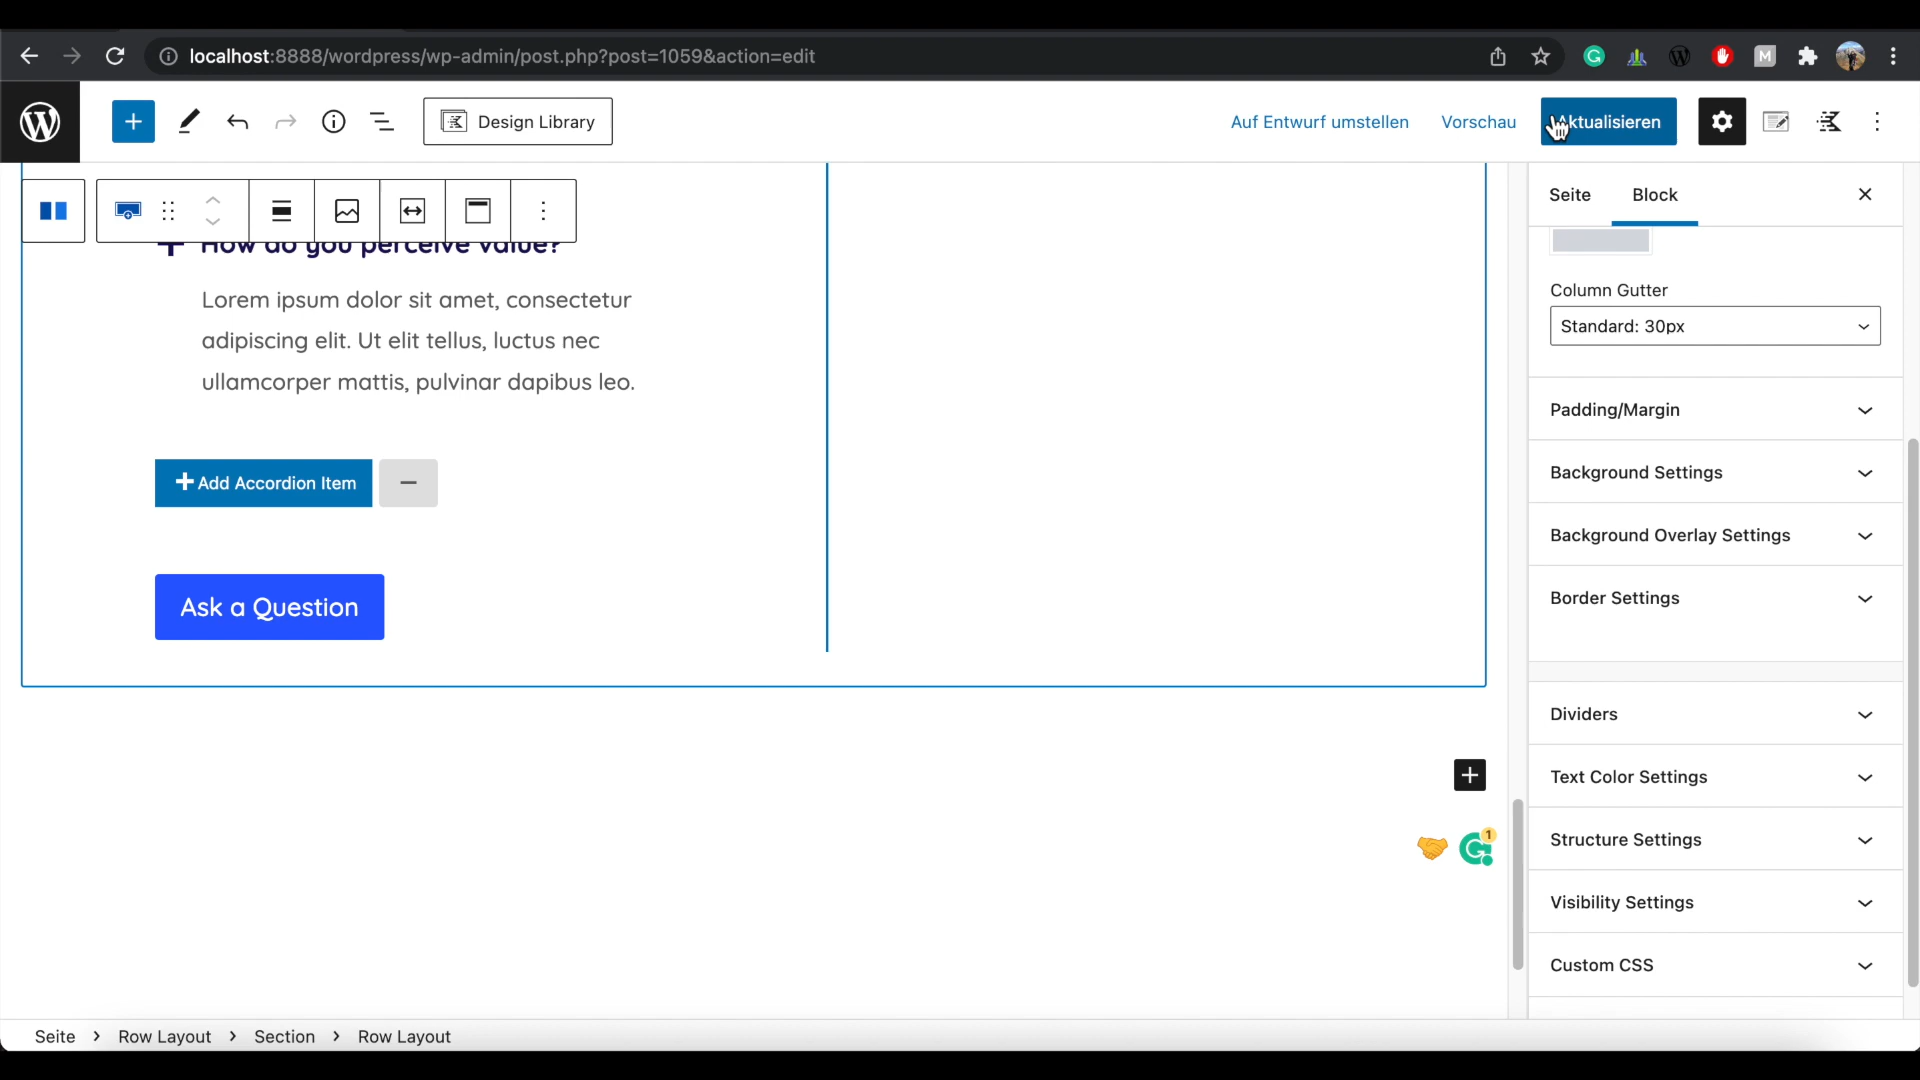 localhost:8888/wordpress/wp-admin/post.php?post=1059&action=edit
Design Library
Auf Entwurf umstellen
Vorschau
Aktualisieren
Seite
Block
How do you perceive value?
Lorem ipsum dolor sit amet, consectetur
adipiscing elit. Ut elit tellus, luctus nec
ullamcorper mattis, pulvinar dapibus leo.
Add Accordion Item
Ask a Question
Column Gutter
Standard: 30px
Padding/Margin
Background Settings
Background Overlay Settings
Border Settings
Dividers
Text Color Settings
Structure Settings
Visibility Settings
Custom CSS
1
Seite > Row Layout > Section > Row Layout